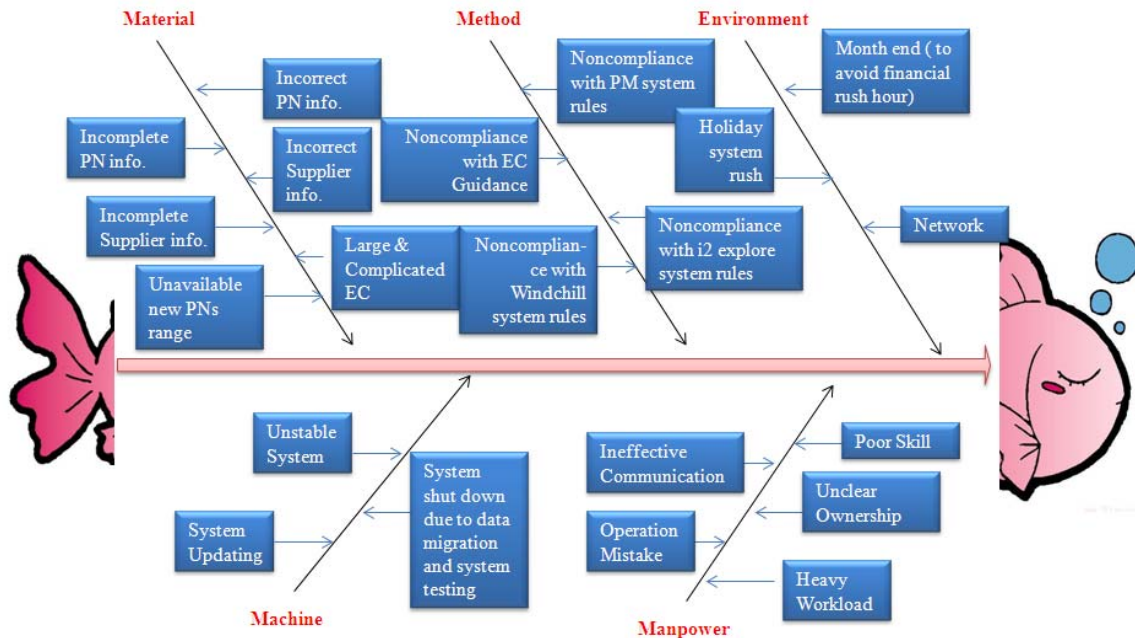 Material
Method
Environment
Incorrect
PN info.
Incomplete
PN info.
Incorrect
Supplier
info.
Incomplete
Supplier info.
Large &
Complicated
EC
Unavailable
new PNs
range
Noncompliance
with PM system
rules
Noncompliance
with EC
Guidance
Noncompliance
with i2 explore
system rules
Noncomplian-
ce with
Windchill
system rules
Month end ( to
avoid financial
rush hour)
Holiday
system
rush
Network
Unstable
System
System
shut down
due to data
migration
and system
testing
System
Updating
Machine
Poor Skill
Ineffective
Communication
Unclear
Ownership
Operation
Mistake
Heavy
Workload
Manpower